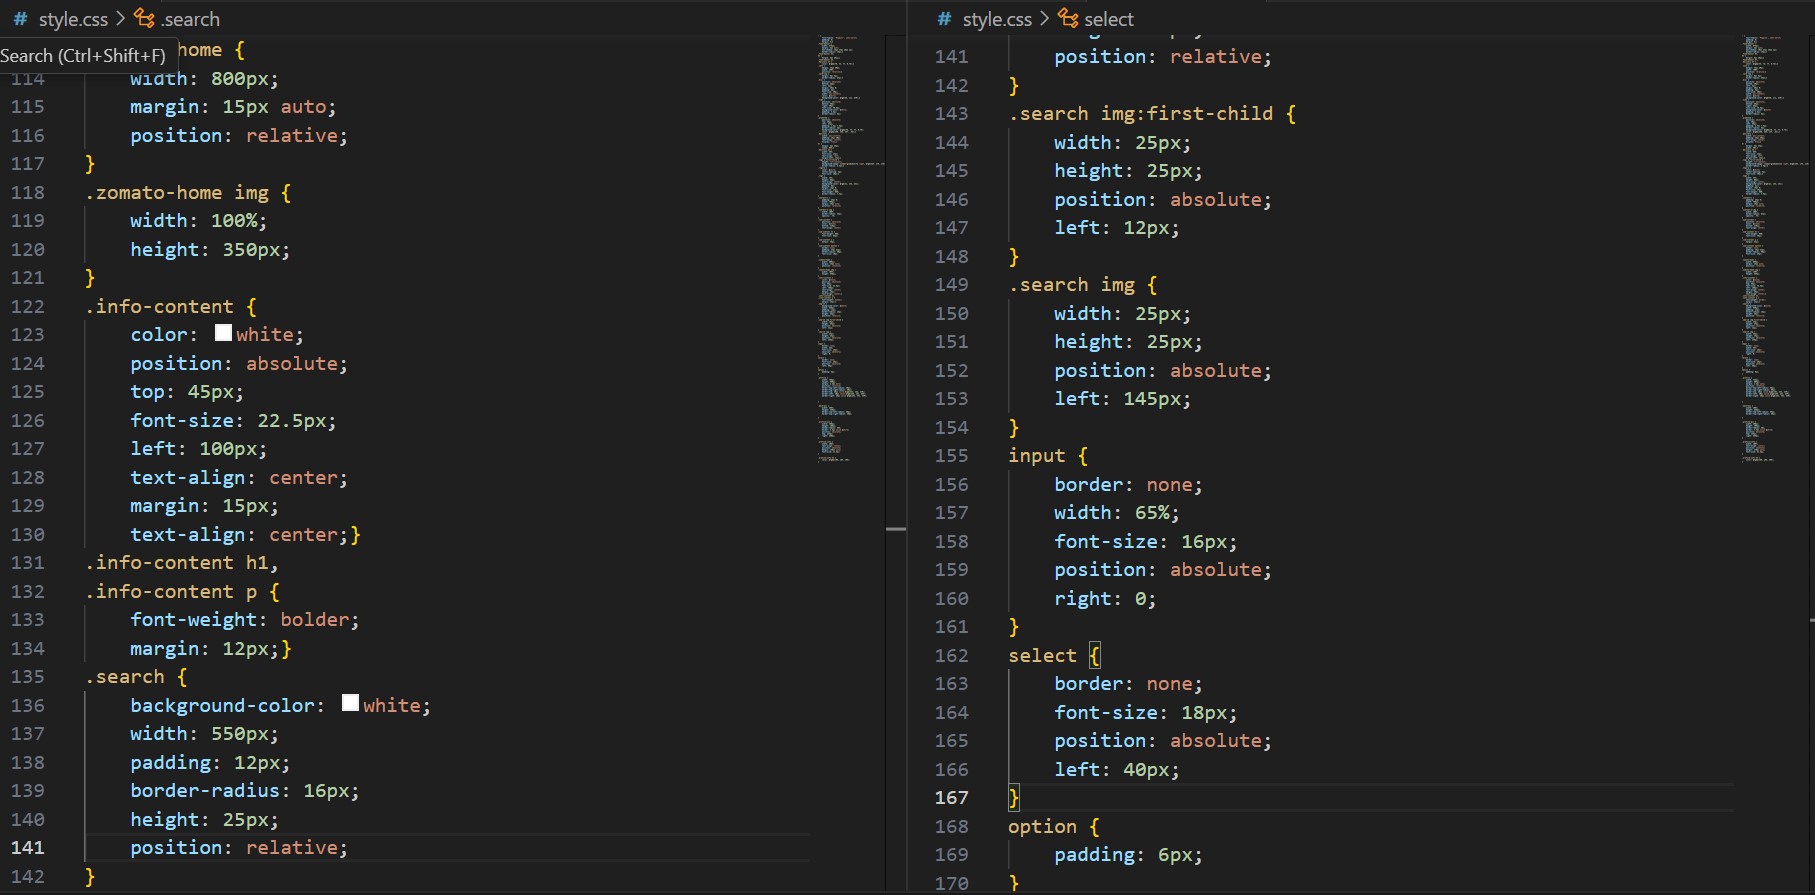 # style.css > .search
Search (Ctrl+Shift+F)
home {
114 width: 800px;
115 margin: 15px auto;
116 position: relative;
117 }
118 .zomato-home img {
119 width: 100%;
120 height: 350px;
121 }
122 .info-content {
123 color: white;
124 position: absolute;
125 top: 45px;
126 font-size: 22.5px;
127 left: 100px;
128 text-align: center;
129 margin: 15px;
130 text-align: center;}
131 .info-content h1,
132 .info-content p {
133 font-weight: bolder;
134 margin: 12px;}
135 .search {
136 background-color: white;
137 width: 550px;
138 padding: 12px;
139 border-radius: 16px;
140 height: 25px;
141 position: relative;
142 }
# style.css > select
141 position: relative;
142 }
143 .search img:first-child {
144 width: 25px;
145 height: 25px;
146 position: absolute;
147 left: 12px;
148 }
149 .search img {
150 width: 25px;
151 height: 25px;
152 position: absolute;
153 left: 145px;
154 }
155 input {
156 border: none;
157 width: 65%;
158 font-size: 16px;
159 position: absolute;
160 right: 0;
161 }
162 select {
163 border: none;
164 font-size: 18px;
165 position: absolute;
166 left: 40px;
167 }
168 option {
169 padding: 6px;
170 }